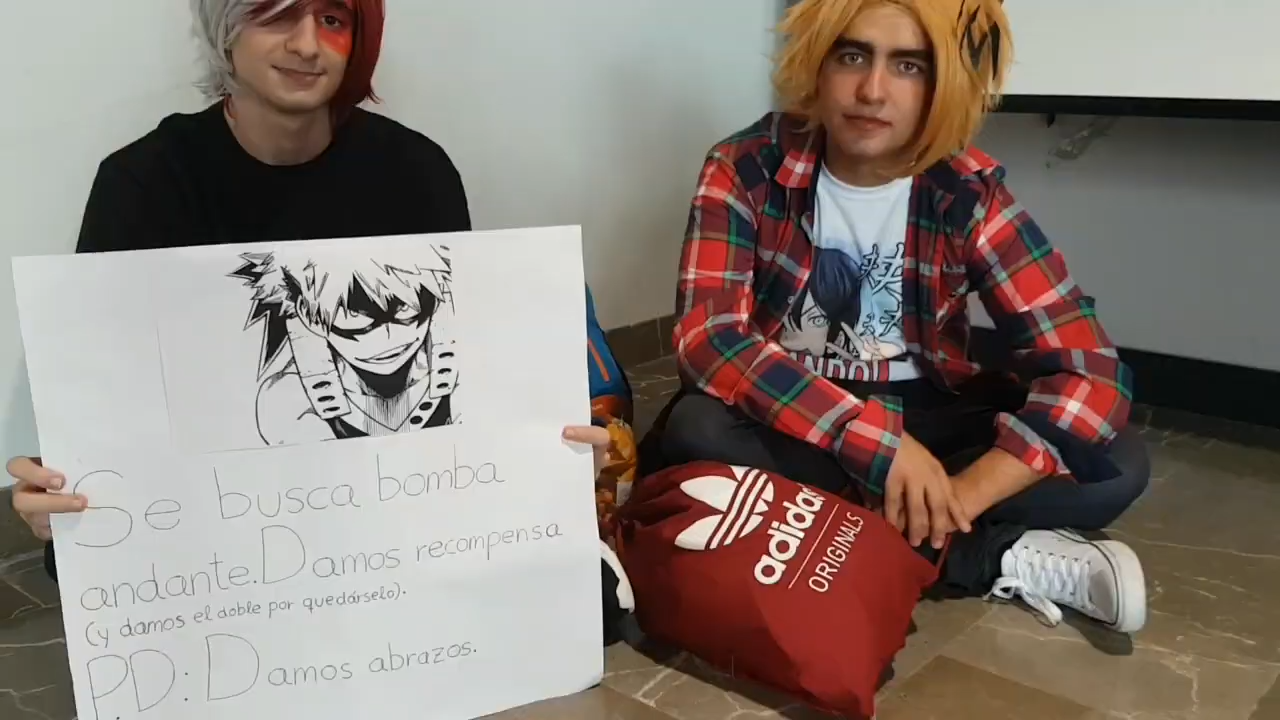 Se busca bomba
andante. Damos recompensa
(y damos el doble por quedárselo).
P.D: Damos abrazos.
adidas
ORIGINALS